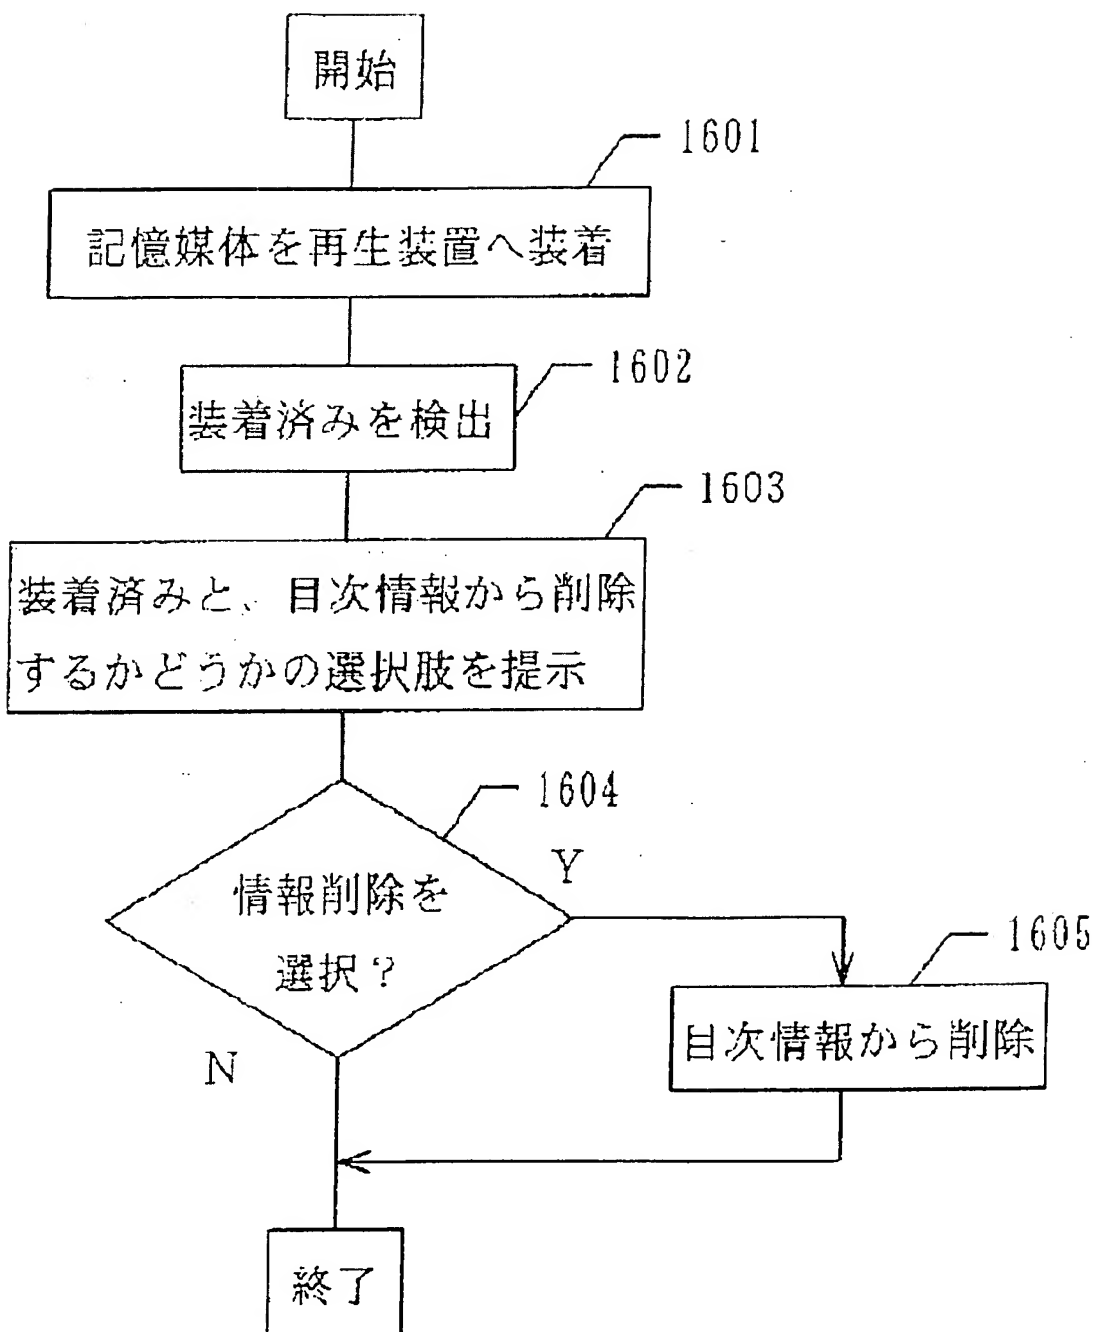 開始
1601
記憶媒体を再生装置へ装着
1602
装着済みを検出
1603
装着済みと、目次情報から削除
するかどうかの選択肢を提示
1604
情報削除を
選択？
Y
N
1605
目次情報から削除
終了